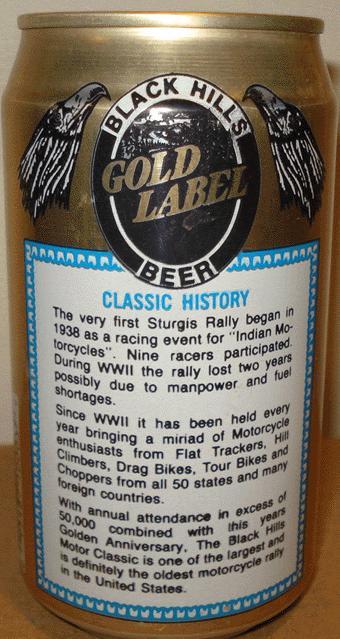 BLACK HILLS
GOLD
LABEL
BEER
CLASSIC HISTORY
The very first Sturgis Rally began in
1938 as a racing event for "Indian Mo-
torcycles". Nine racers participated.
During WWII the rally lost two years
possibly due to manpower and fuel
shortages.
Since WWII it has been held every
year bringing a miriad of Motorcycle
enthusiasts from Flat Trackers, Hill
Climbers, Drag Bikes, Tour Bikes and
Choppers from all 50 states and many
foreign countries.
With annual attendance in excess of
50,000 combined with this years
Golden Anniversary, The Black Hills
Motor Classic is one of the largest and
is definitely the oldest motorcycle rally
in the United States.